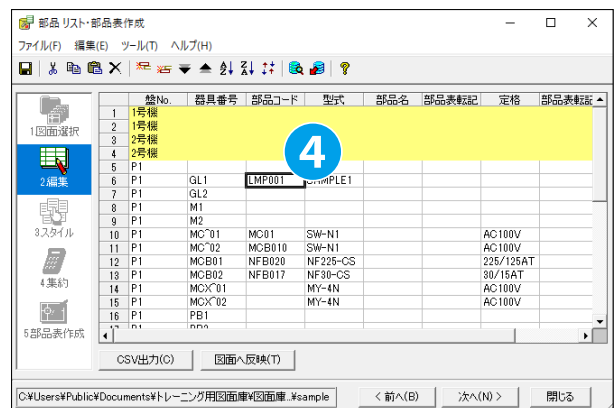 部品 リスト・部品表作成
ファイル(F) 編集(E) ツール(T) ヘルプ(H)
盤No. 器具番号 部品コード 型式 部品名 部品表転記 定格 部品表転記
1 1号機
2 1号機
3 2号機
4 2号機
5 P1
6 P1 GL1 LMP001 SAMPLE1
7 P1 GL2
8 P1 M1
9 P1 M2
10 P1 MC^01 MC01 SW-N1 AC100V
11 P1 MC^02 MCB010 SW-N1 AC100V
12 P1 MCB01 NFB020 NF225-CS 225/125AT
13 P1 MCB02 NFB017 NF30-CS 30/15AT
14 P1 MCX^01 MY-4N AC100V
15 P1 MCX^02 MY-4N AC100V
16 P1 PB1
17 P1 PB2
4
1図面選択
2.編集
3.スタイル
4.集約
5部品表作成
CSV出力(C) 図面へ反映(T)
C:¥Users¥Public¥Documents¥トレーニング用図面庫¥図面庫..¥sample
< 前へ(B) 次へ(N) > 閉じる